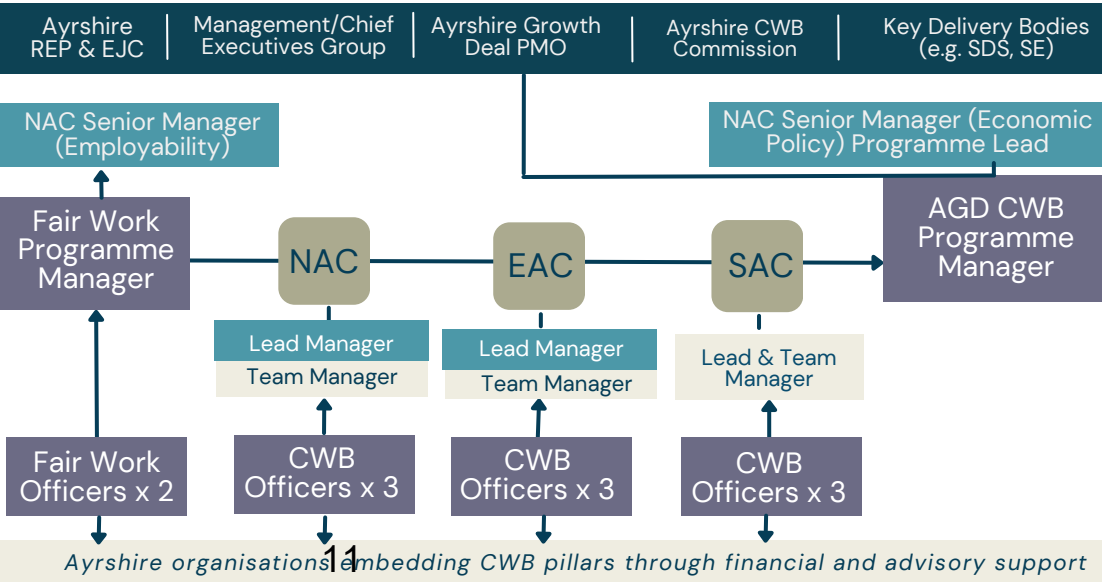 Ayrshire
REP & EJC
Management/Chief
Executives Group
Ayrshire Growth
Deal PMO
Ayrshire CWB
Commission
Key Delivery Bodies
(e.g. SDS, SE)
NAC Senior Manager
(Employability)
NAC Senior Manager (Economic
Policy) Programme Lead
Fair Work
Programme
Manager
NAC
EAC
SAC
AGD CWB
Programme
Manager
Lead Manager
Team Manager
Lead Manager
Team Manager
Lead & Team
Manager
Fair Work
Officers x 2
CWB
Officers x 3
CWB
Officers x 3
CWB
Officers x 3
Ayrshire organisations embedding CWB pillars through financial and advisory support
11